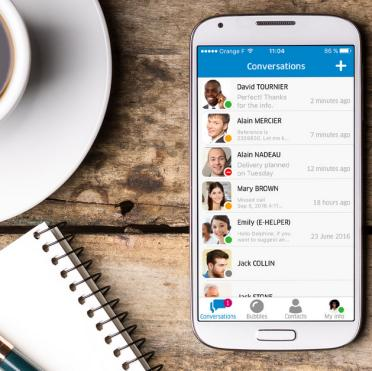 Orange F 11:04 86 %
Conversations +
David TOURNIER
Perfect! Thanks
for the info.
2 minutes ago
Alain MERCIER
Reference is
Let me k...
7 minutes ago
Alain NADEAU
Delivery planned
on Tuesday
12 minutes ago
Mary BROWN
Missed call
Sep 6, 2016 4:11...
18 hours ago
Emily (E-HELPER)
Hello Delphine, if you
want to suggest an...
23 June 2016
Jack COLLIN
Jack STONE
1
Conversations Bubbles Contacts My info